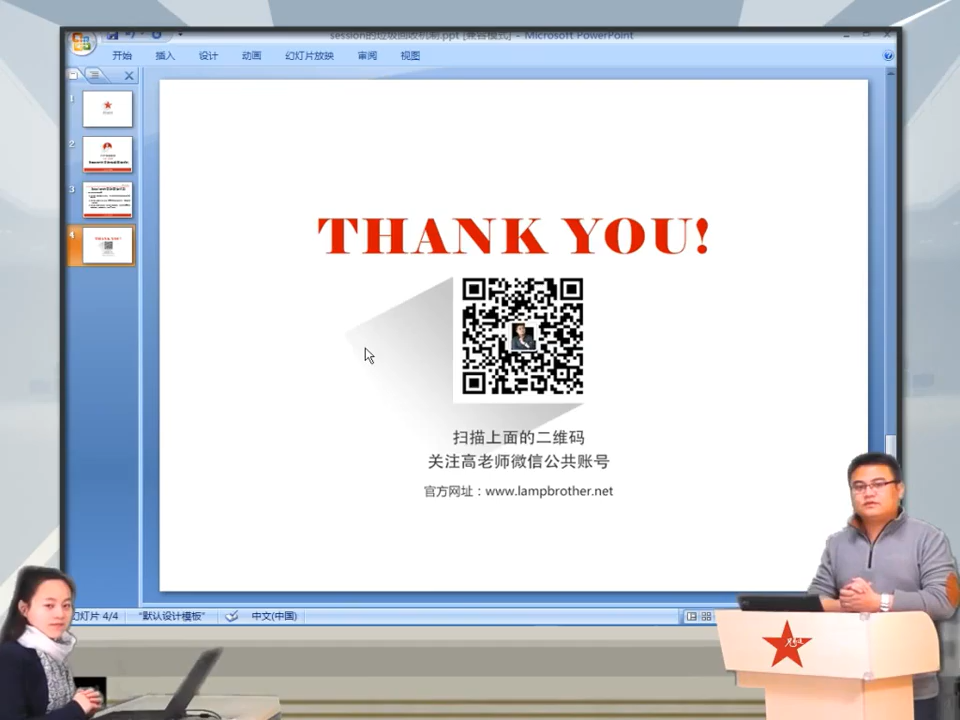 session的垃圾回收机制.ppt [兼容模式] - Microsoft PowerPoint
开始 插入 设计 动画 幻灯片放映 审阅 视图
1
2
3
4
THANK YOU!
扫描上面的二维码
关注高老师微信公共账号
官方网址：www.lampbrother.net
幻灯片 4/4 "默认设计模板" 中文(中国)